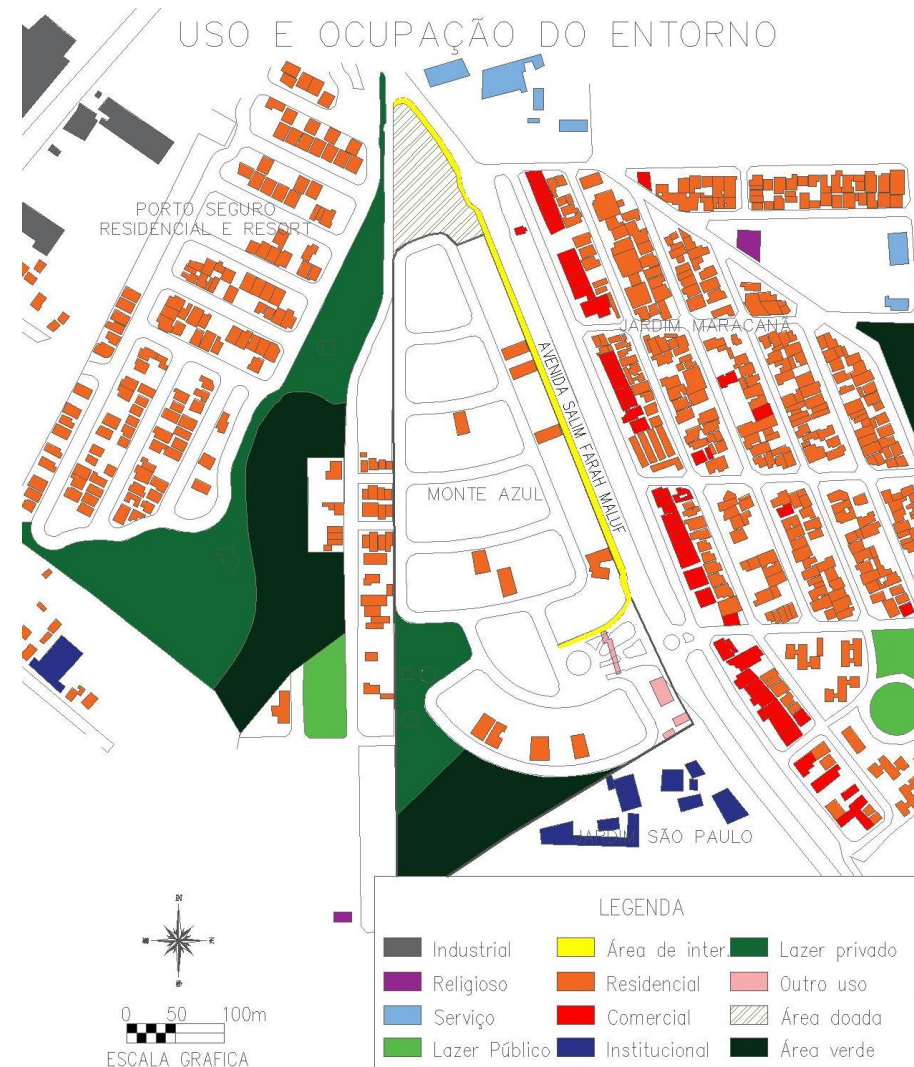 USO E OCUPAÇÃO DO ENTORNO
PORTO SEGURO
RESIDENCIAL E RESORT
JARDIM MARACANÃ
AVENIDA SALIM FARAH MALUF
MONTE AZUL
JARDIM SÃO PAULO
LEGENDA
Industrial
Área de inter.
Lazer privado
Religioso
Residencial
Outro uso
Serviço
Comercial
Área doada
Lazer Público
Institucional
Área verde
N
0 50 100m
ESCALA GRAFICA